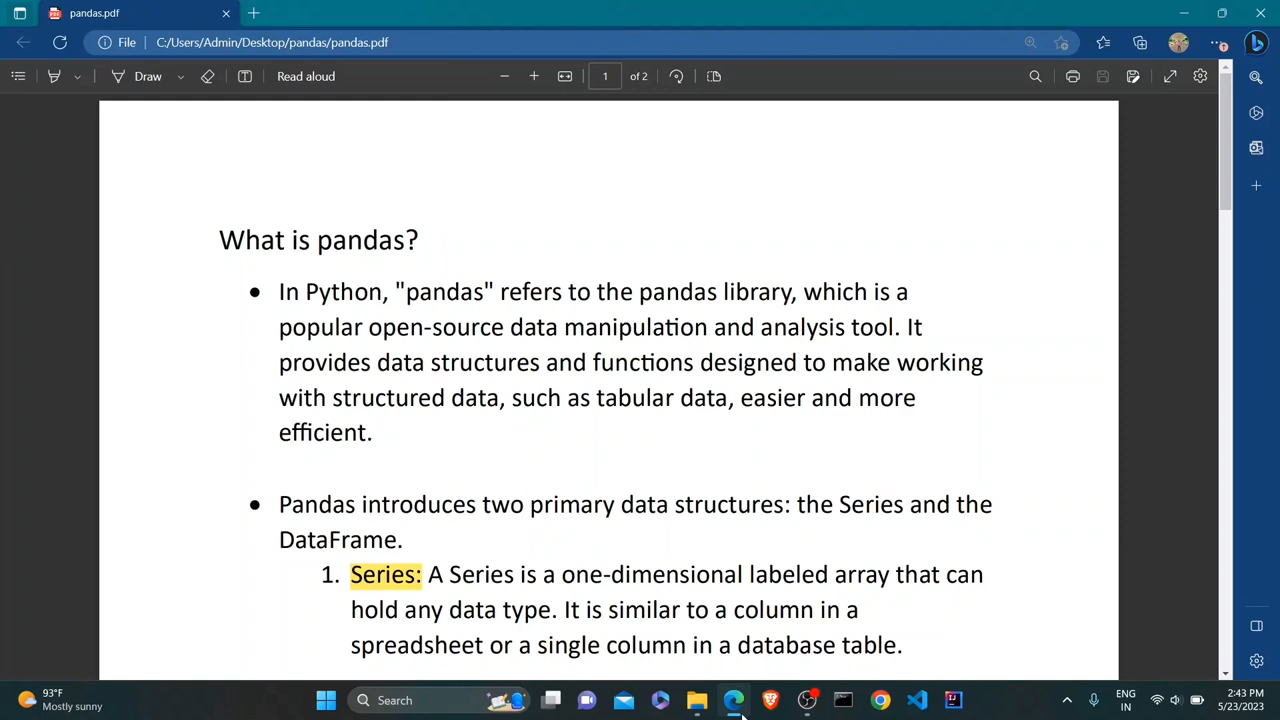 pandas.pdf
File C:/Users/Admin/Desktop/pandas/pandas.pdf
Draw Read aloud 1 of 2
What is pandas?
• In Python, "pandas" refers to the pandas library, which is a
popular open-source data manipulation and analysis tool. It
provides data structures and functions designed to make working
with structured data, such as tabular data, easier and more
efficient.
• Pandas introduces two primary data structures: the Series and the
DataFrame.
1. Series: A Series is a one-dimensional labeled array that can
hold any data type. It is similar to a column in a
spreadsheet or a single column in a database table.
93°F
Mostly sunny
Search
ENG
IN
2:43 PM
5/23/2023